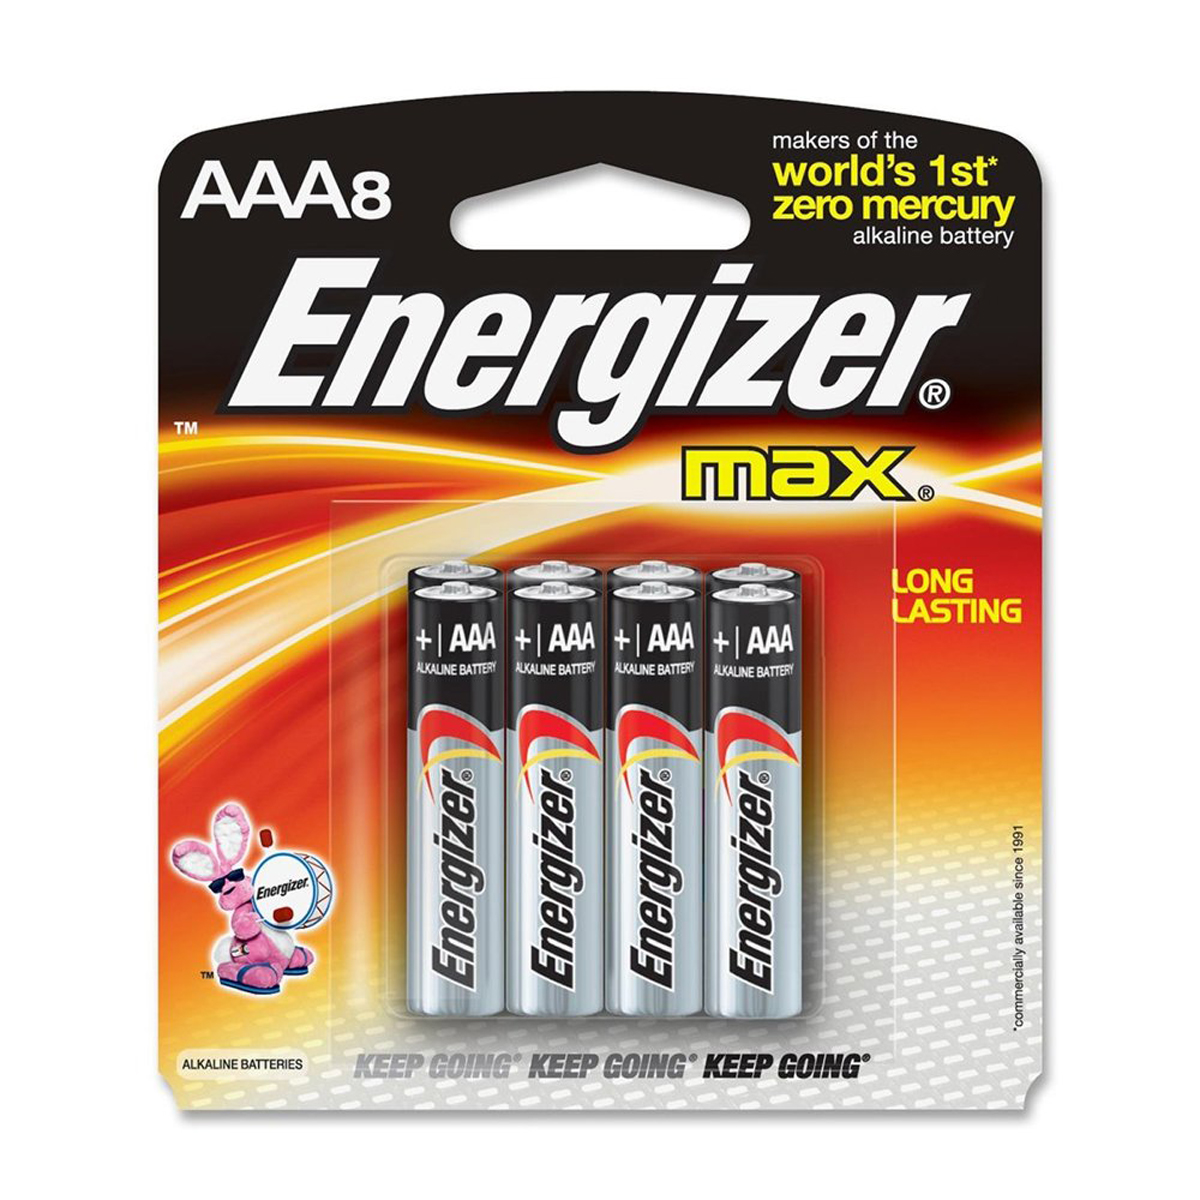 AAA8
makers of the
world's 1st*
zero mercury
alkaline battery
Energizer®
™
max®
LONG
LASTING
+ | AAA
ALKALINE BATTERY
Energizer®
+ | AAA
ALKALINE BATTERY
Energizer®
+ | AAA
ALKALINE BATTERY
Energizer®
+ | AAA
ALKALINE BATTERY
Energizer®
Energizer.
™
*commercially available since 1991
ALKALINE BATTERIES
KEEP GOING® KEEP GOING® KEEP GOING®